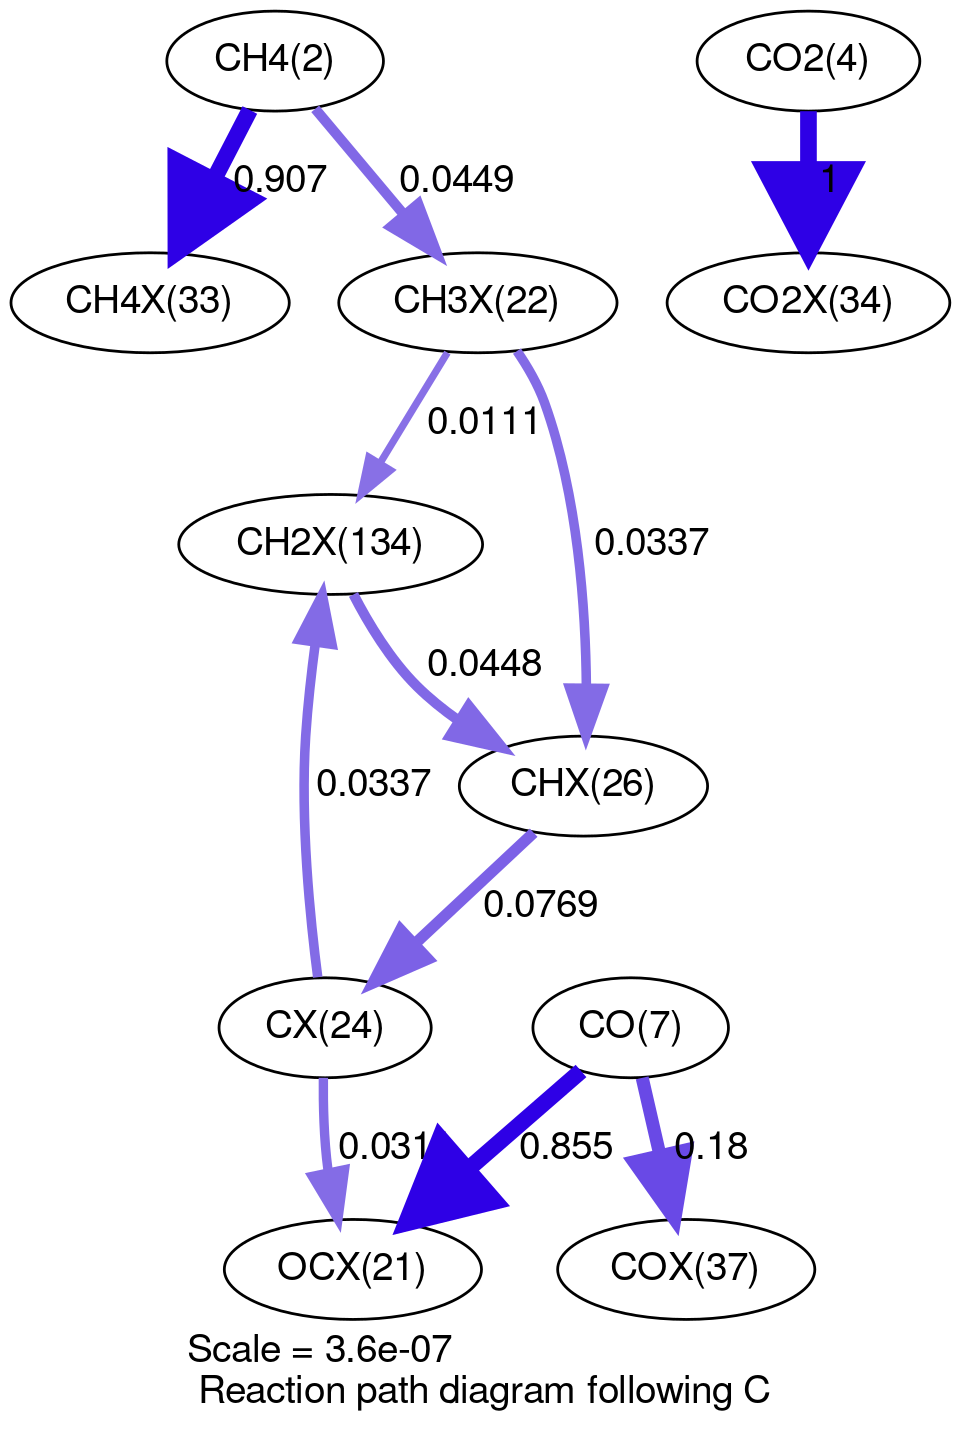 CH4(2)
CO2(4)
0.907
0.0449
1
CH4X(33)
CH3X(22)
CO2X(34)
0.0111
CH2X(134)
0.0337
0.0448
0.0337
CHX(26)
0.0769
CX(24)
CO(7)
0.031
0.855
0.18
OCX(21)
COX(37)
Scale = 3.6e-07
Reaction path diagram following C